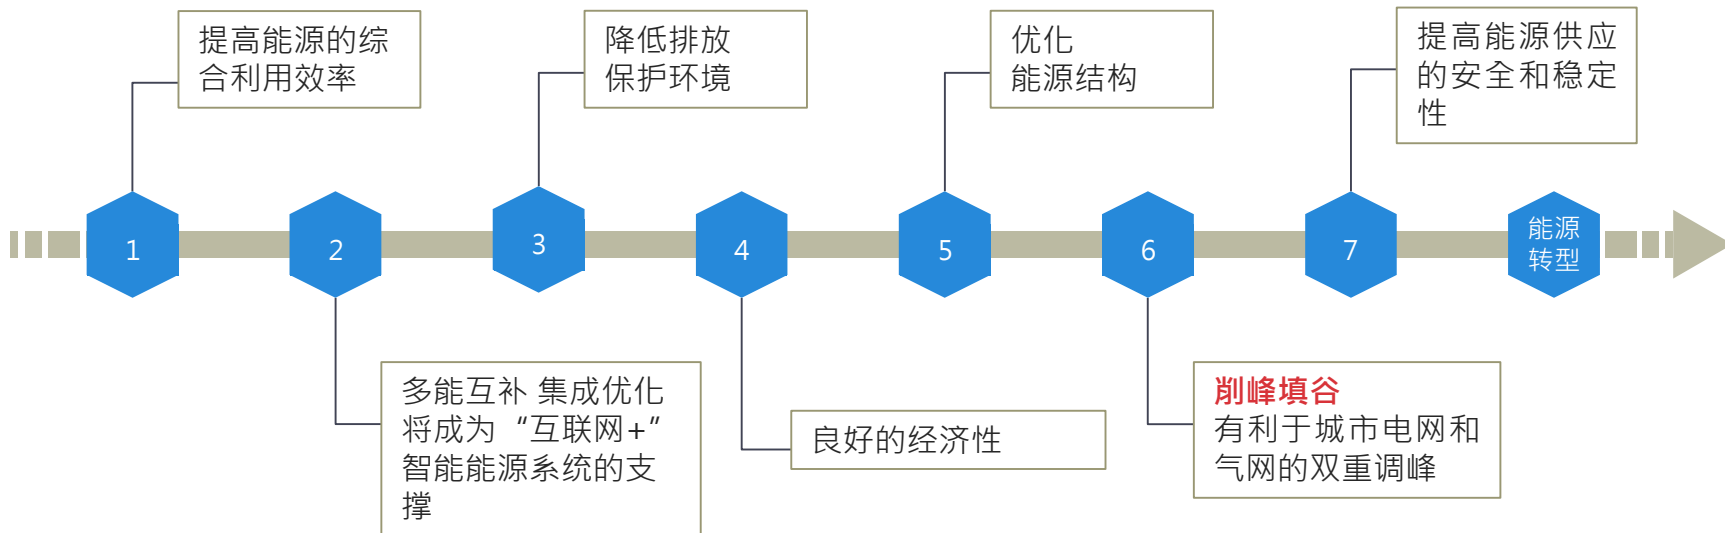 提高能源的综
合利用效率
降低排放
保护环境
优化
能源结构
提高能源供应
的安全和稳定
性
1
2
3
4
5
6
7
能源
转型
多能互补 集成优化
将成为“互联网+”
智能能源系统的支
撑
良好的经济性
削峰填谷
有利于城市电网和
气网的双重调峰